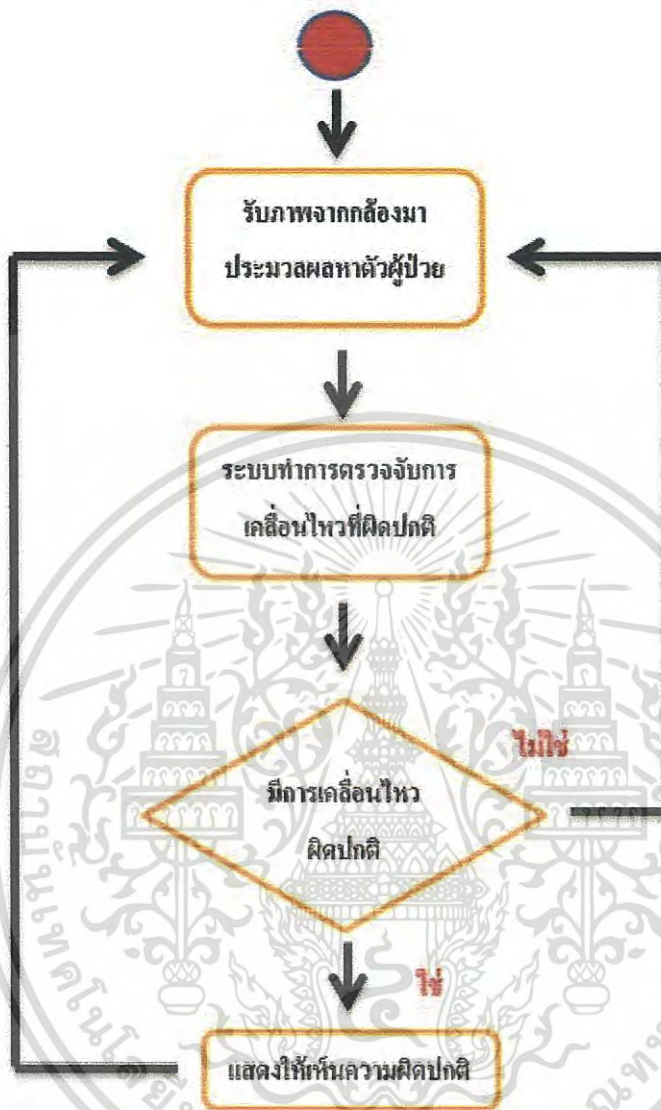 รับภาพจากกล้องมา
ประมวลผลหาตัวผู้ป่วย
ระบบทำการตรวจจับการ
เคลื่อนไหวที่ผิดปกติ
ไม่ใช่
มีการเคลื่อนไหว
ผิดปกติ
ใช่
แสดงให้เห็นความผิดปกติ